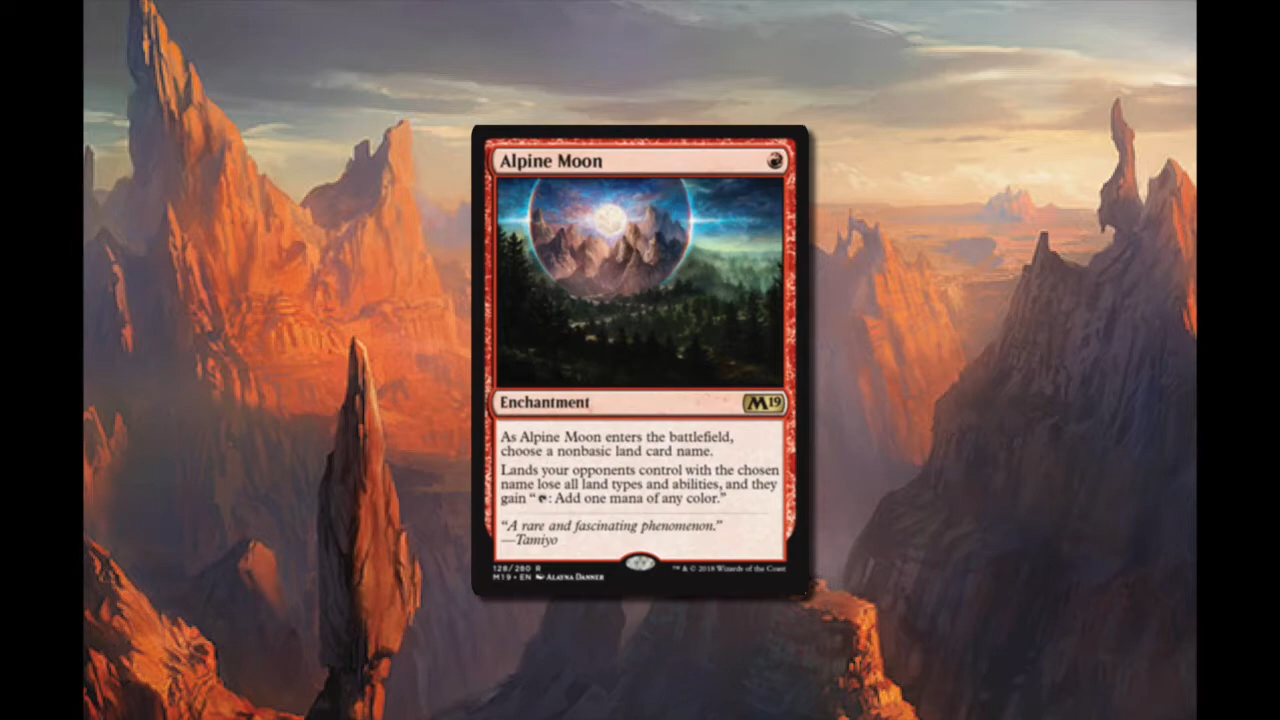 Alpine Moon
Enchantment
M19
As Alpine Moon enters the battlefield,
choose a nonbasic land card name.
Lands your opponents control with the chosen
name lose all land types and abilities, and they
gain “: Add one mana of any color.”
“A rare and fascinating phenomenon.”
—Tamiyo
128/280 R
M19 • EN Alayna Danner
™ & © 2018 Wizards of the Coast